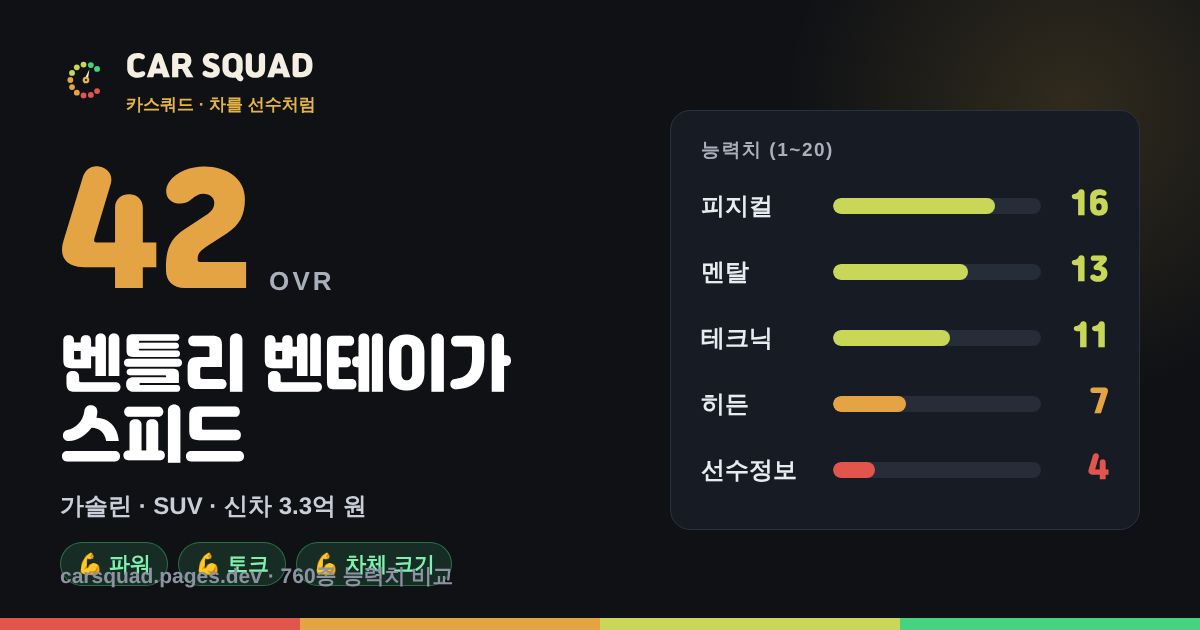 CAR SQUAD
카스쿼드 · 차를 선수처럼
42 OVR
벤틀리 벤테이가
스피드
가솔린 · SUV · 신차 3.3억 원
💪 파워 💪 토크 💪 차체 크기
carsquad.pages.dev · 760종 능력치 비교
능력치 (1~20)
피지컬 16
멘탈 13
테크닉 11
히든 7
선수정보 4